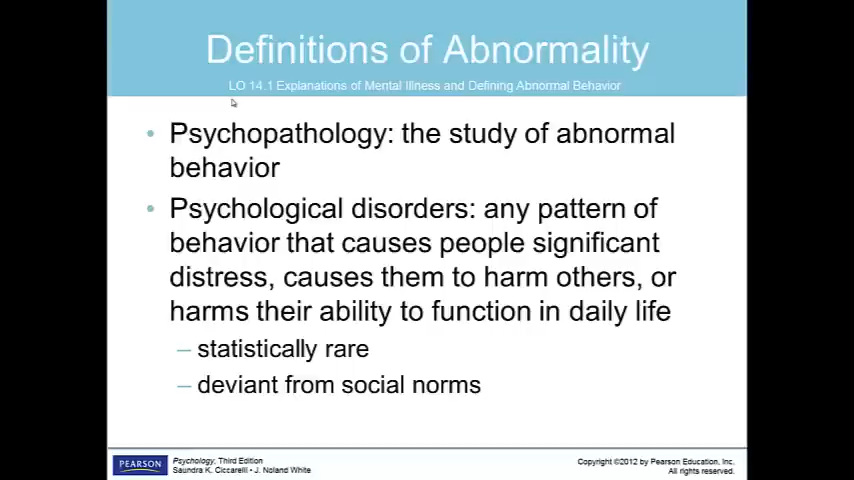 Definitions of Abnormality
LO 14.1 Explanations of Mental Illness and Defining Abnormal Behavior
• Psychopathology: the study of abnormal
behavior
• Psychological disorders: any pattern of
behavior that causes people significant
distress, causes them to harm others, or
harms their ability to function in daily life
– statistically rare
– deviant from social norms
PEARSON
Psychology, Third Edition
Saundra K. Ciccarelli • J. Noland White
Copyright ©2012 by Pearson Education, Inc.
All rights reserved.